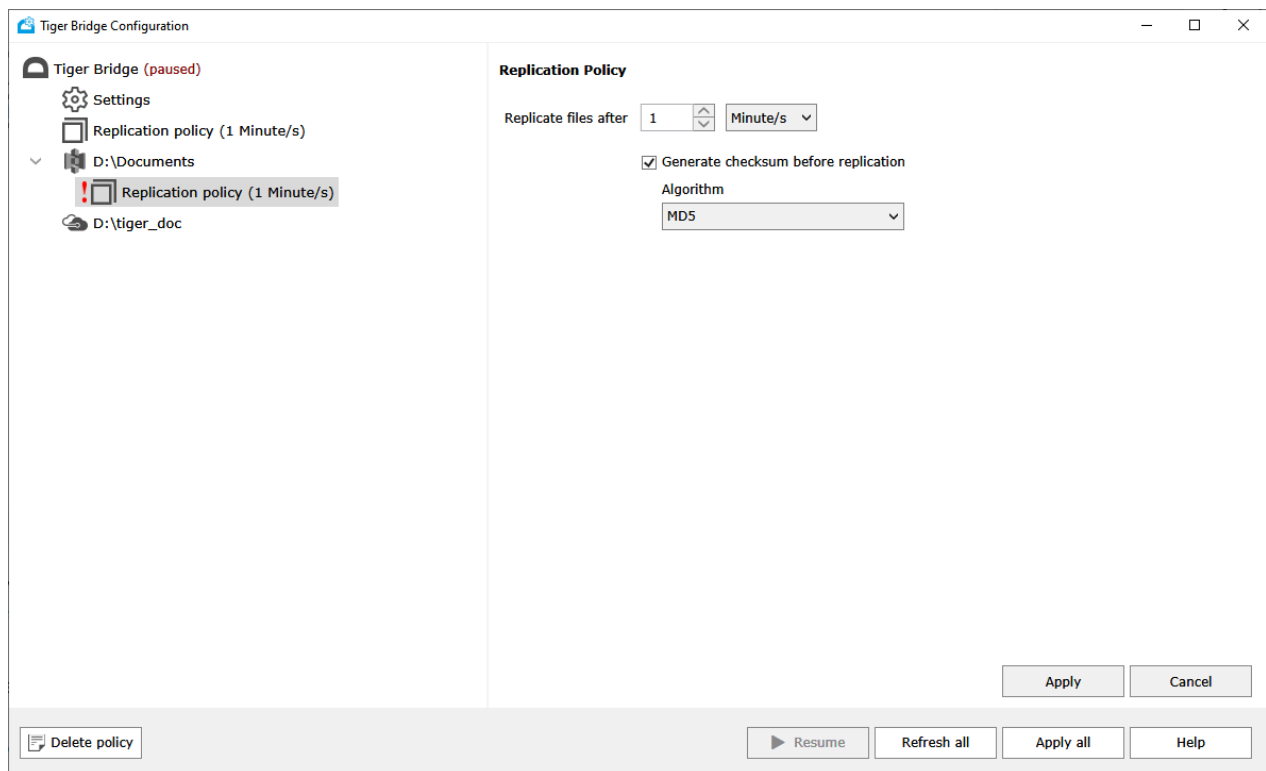 Tiger Bridge Configuration
Tiger Bridge (paused)
Settings
Replication policy (1 Minute/s)
D:\Documents
! Replication policy (1 Minute/s)
D:\tiger_doc
Replication Policy
Replicate files after 1 Minute/s
Generate checksum before replication
Algorithm
MD5
Apply Cancel
Delete policy Resume Refresh all Apply all Help